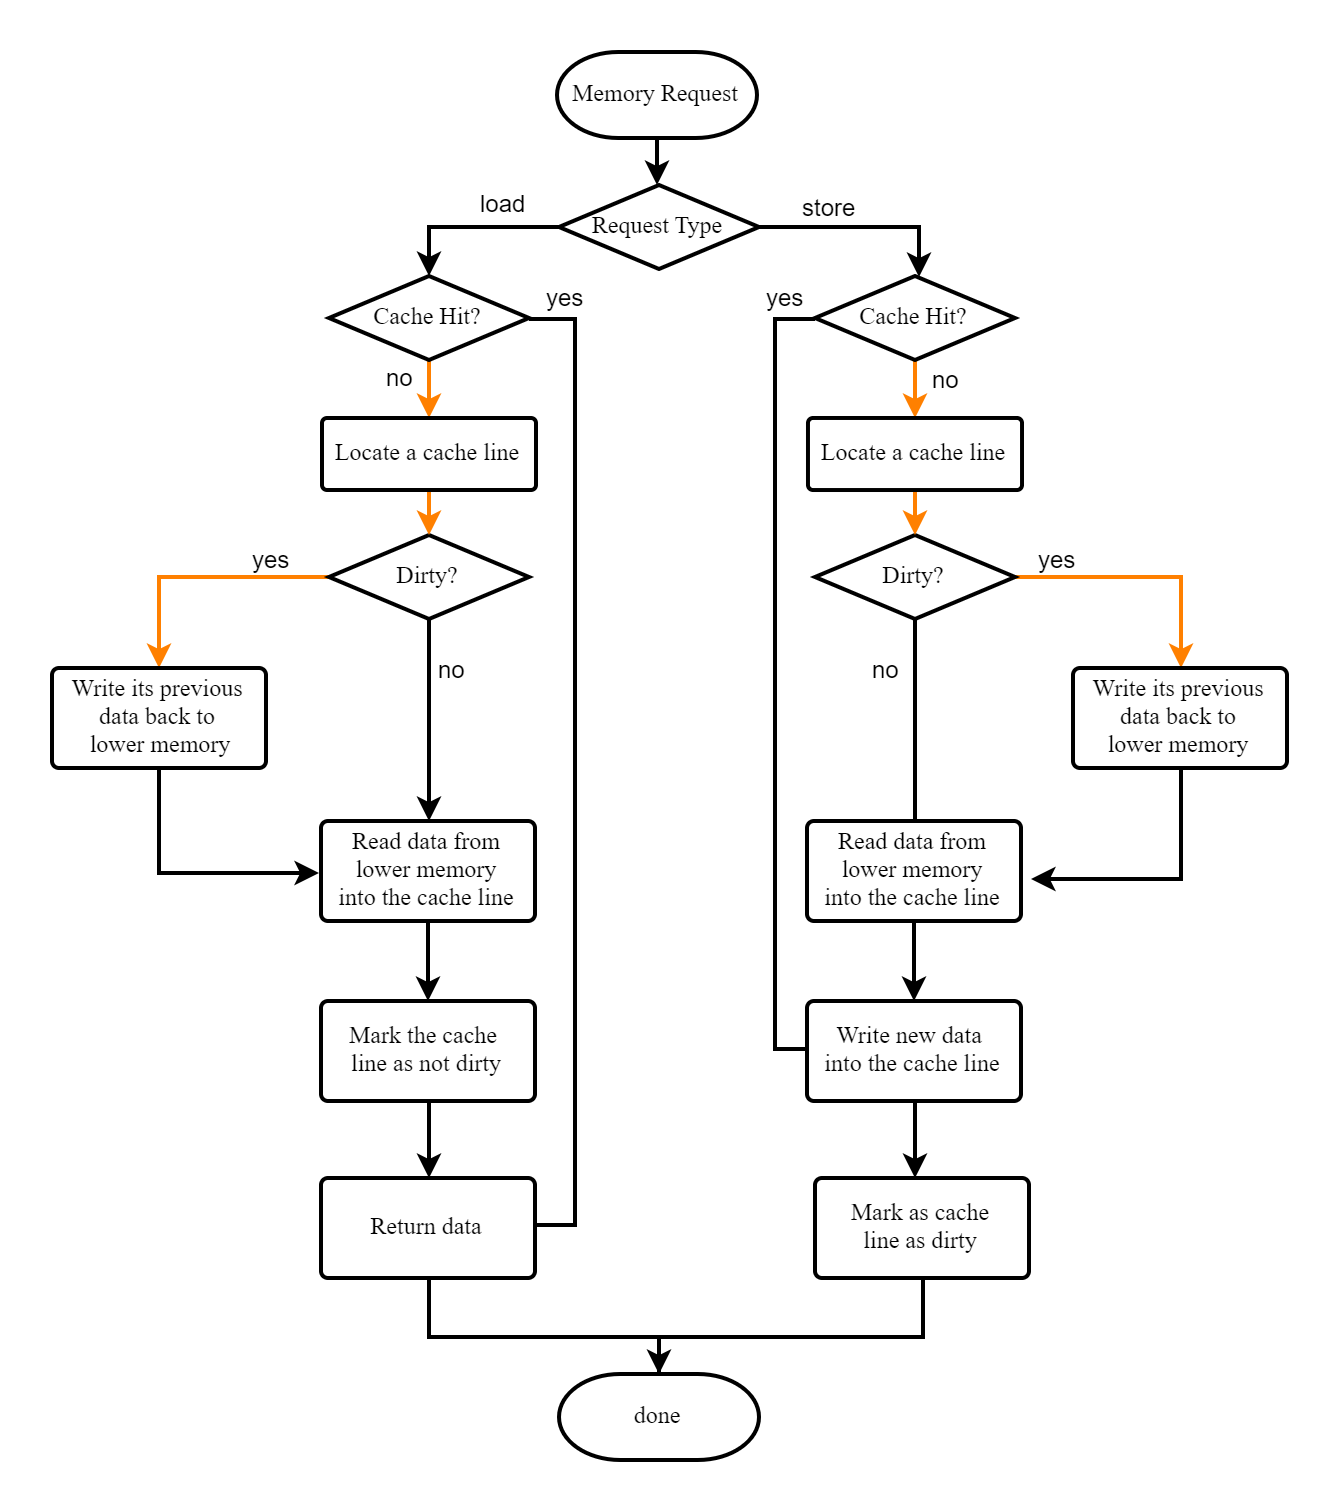 Memory Request
load
Request Type
store
Cache Hit?
yes
yes
Cache Hit?
no
no
Locate a cache line
Locate a cache line
yes
Dirty?
Dirty?
yes
no
no
Write its previous
data back to
lower memory
Write its previous
data back to
lower memory
Read data from
lower memory
into the cache line
Read data from
lower memory
into the cache line
Mark the cache
line as not dirty
Write new data
into the cache line
Return data
Mark as cache
line as dirty
done